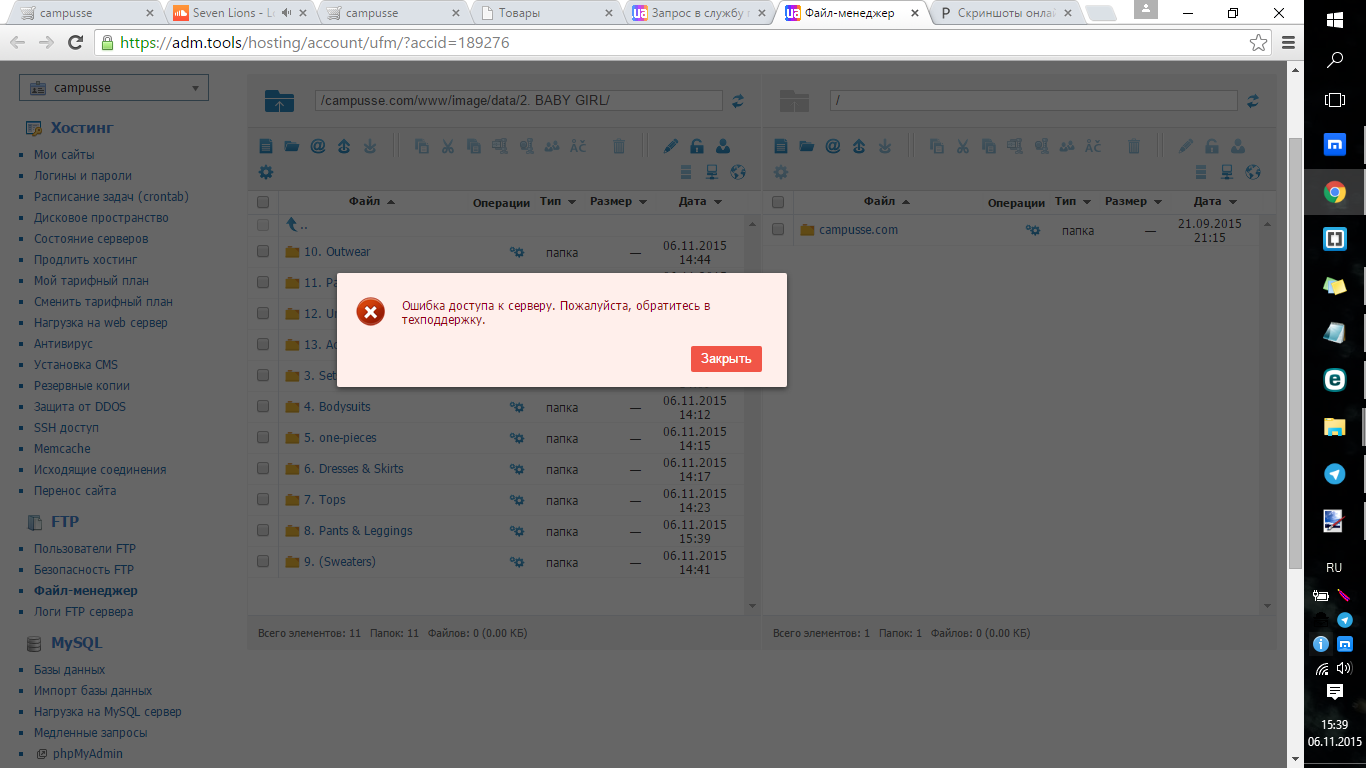 campusse
Seven Lions - L
campusse
Товары
Запрос в службу
Файл-менеджер
Скриншоты онла
https://adm.tools/hosting/account/ufm/?accid=189276
campusse
Хостинг
Мои сайты
Логины и пароли
Расписание задач (crontab)
Дисковое пространство
Состояние серверов
Продлить хостинг
Мой тарифный план
Сменить тарифный план
Нагрузка на web сервер
Антивирус
Установка CMS
Резервные копии
Защита от DDOS
SSH доступ
Memcache
Исходящие соединения
Перенос сайта
FTP
Пользователи FTP
Безопасность FTP
Файл-менеджер
Логи FTP сервера
MySQL
Базы данных
Импорт базы данных
Нагрузка на MySQL сервер
Медленные запросы
phpMyAdmin
/campusse.com/www/image/data/2. BABY GIRL/
Файл Операции Тип Размер Дата
..
10. Outwear папка — 06.11.2015 14:44
11. Pa
12. U
13. A
3. Se
4. Bodysuits папка — 06.11.2015 14:12
5. one-pieces папка — 06.11.2015 14:15
6. Dresses & Skirts папка — 06.11.2015 14:17
7. Tops папка — 06.11.2015 14:23
8. Pants & Leggings папка — 06.11.2015 15:39
9. (Sweaters) папка — 06.11.2015 14:41
Всего элементов: 11 Папок: 11 Файлов: 0 (0.00 КБ)
/
Файл Операции Тип Размер Дата
campusse.com папка — 21.09.2015 21:15
Всего элементов: 1 Папок: 1 Файлов: 0 (0.00 КБ)
Ошибка доступа к серверу. Пожалуйста, обратитесь в
техподдержку.
Закрыть
RU
15:39
06.11.2015